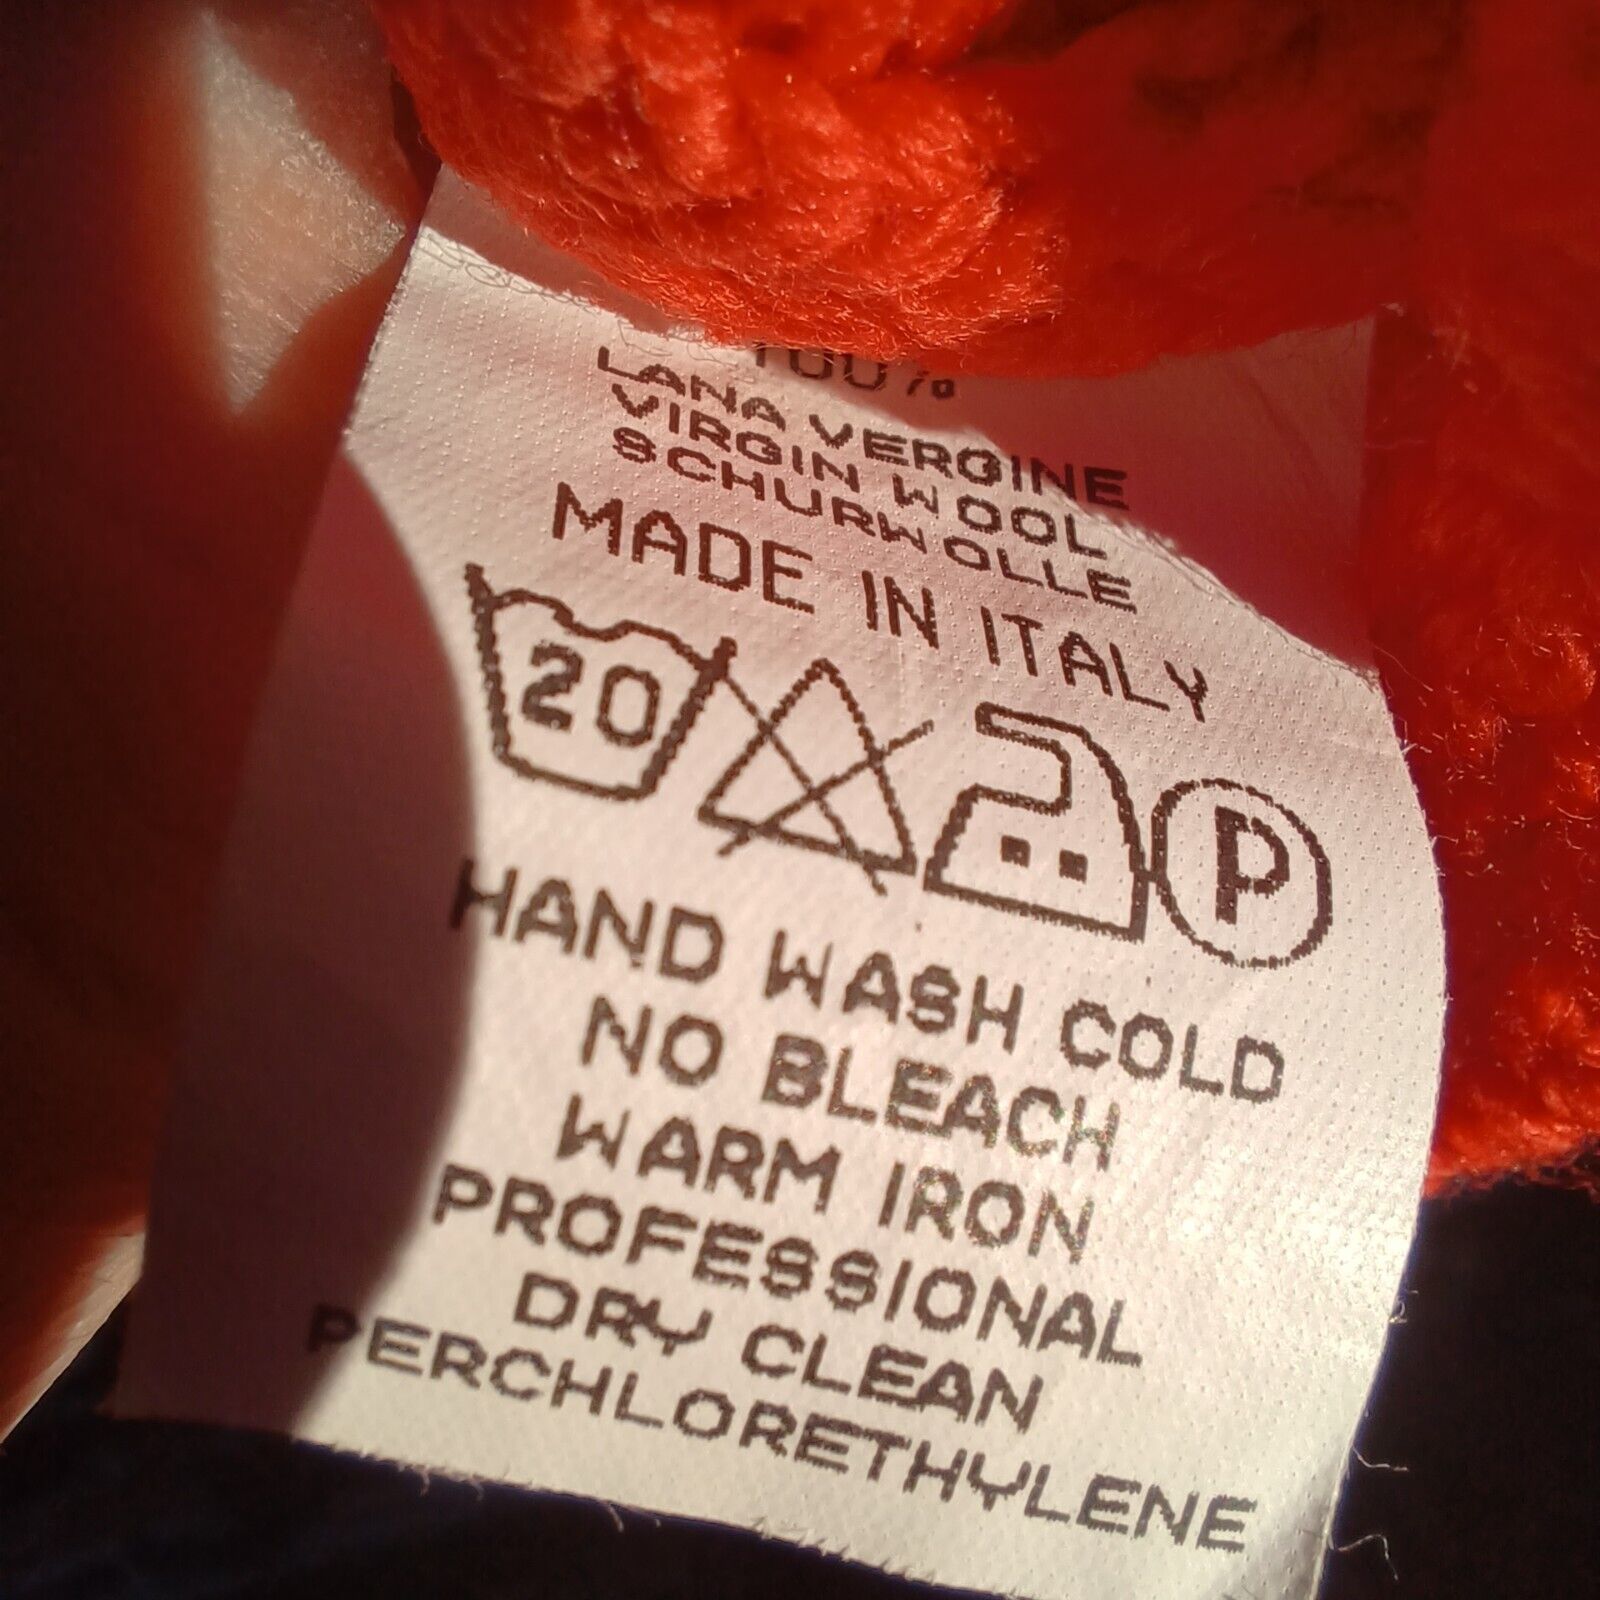 100%
LANA VERGINE
VIRGIN WOOL
SCHURWOLLE
MADE IN ITALY
20 P
HAND WASH COLD
NO BLEACH
WARM IRON
PROFESSIONAL
DRY CLEAN
PERCHLORETHYLENE